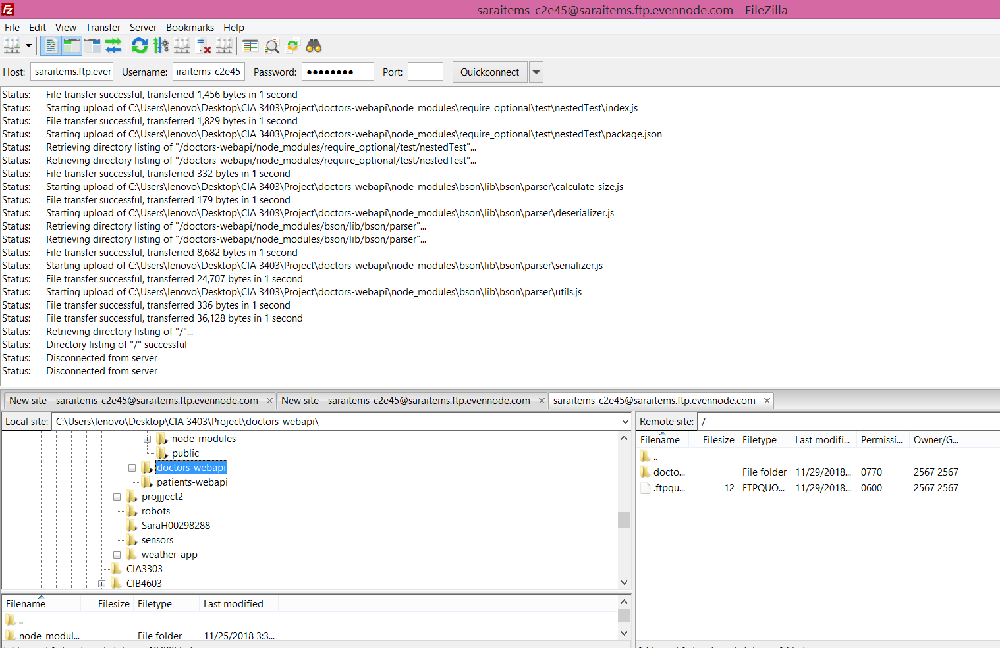 saraitems_c2e45@saraitems.ftp.evennode.com - FileZilla
File Edit View Transfer Server Bookmarks Help
Host: saraitems.ftp.ever Username: raitems_c2e45 Password: ●●●●●●●● Port: Quickconnect
Status: File transfer successful, transferred 1,456 bytes in 1 second
Status: Starting upload of C:\Users\lenovo\Desktop\CIA 3403\Project\doctors-webapi\node_modules\require_optional\test\nestedTest\index.js
Status: File transfer successful, transferred 1,829 bytes in 1 second
Status: Starting upload of C:\Users\lenovo\Desktop\CIA 3403\Project\doctors-webapi\node_modules\require_optional\test\nestedTest\package.json
Status: Retrieving directory listing of "/doctors-webapi/node_modules/require_optional/test/nestedTest"...
Status: Retrieving directory listing of "/doctors-webapi/node_modules/require_optional/test/nestedTest"...
Status: File transfer successful, transferred 332 bytes in 1 second
Status: Starting upload of C:\Users\lenovo\Desktop\CIA 3403\Project\doctors-webapi\node_modules\bson\lib\bson\parser\calculate_size.js
Status: File transfer successful, transferred 179 bytes in 1 second
Status: Starting upload of C:\Users\lenovo\Desktop\CIA 3403\Project\doctors-webapi\node_modules\bson\lib\bson\parser\deserializer.js
Status: Retrieving directory listing of "/doctors-webapi/node_modules/bson/lib/bson/parser"...
Status: Retrieving directory listing of "/doctors-webapi/node_modules/bson/lib/bson/parser"...
Status: File transfer successful, transferred 8,682 bytes in 1 second
Status: Starting upload of C:\Users\lenovo\Desktop\CIA 3403\Project\doctors-webapi\node_modules\bson\lib\bson\parser\serializer.js
Status: File transfer successful, transferred 24,707 bytes in 1 second
Status: Starting upload of C:\Users\lenovo\Desktop\CIA 3403\Project\doctors-webapi\node_modules\bson\lib\bson\parser\utils.js
Status: File transfer successful, transferred 336 bytes in 1 second
Status: File transfer successful, transferred 36,128 bytes in 1 second
Status: Retrieving directory listing of "/"...
Status: Directory listing of "/" successful
Status: Disconnected from server
Status: Disconnected from server
New site - saraitems_c2e45@saraitems.ftp.evennode.com × New site - saraitems_c2e45@saraitems.ftp.evennode.com × saraitems_c2e45@saraitems.ftp.evennode.com ×
Local site: C:\Users\lenovo\Desktop\CIA 3403\Project\doctors-webapi\
node_modules
public
doctors-webapi
patients-webapi
projjject2
robots
SaraH00298288
sensors
weather_app
CIA3303
CIB4603
Filename Filesize Filetype Last modified
..
node_modul... File folder 11/25/2018 3:3...
Remote site: /
Filename Filesize Filetype Last modifi... Permissi... Owner/G...
..
docto... File folder 11/29/2018... 0770 2567 2567
.ftpqu... 12 FTPQUO... 11/29/2018... 0600 2567 2567